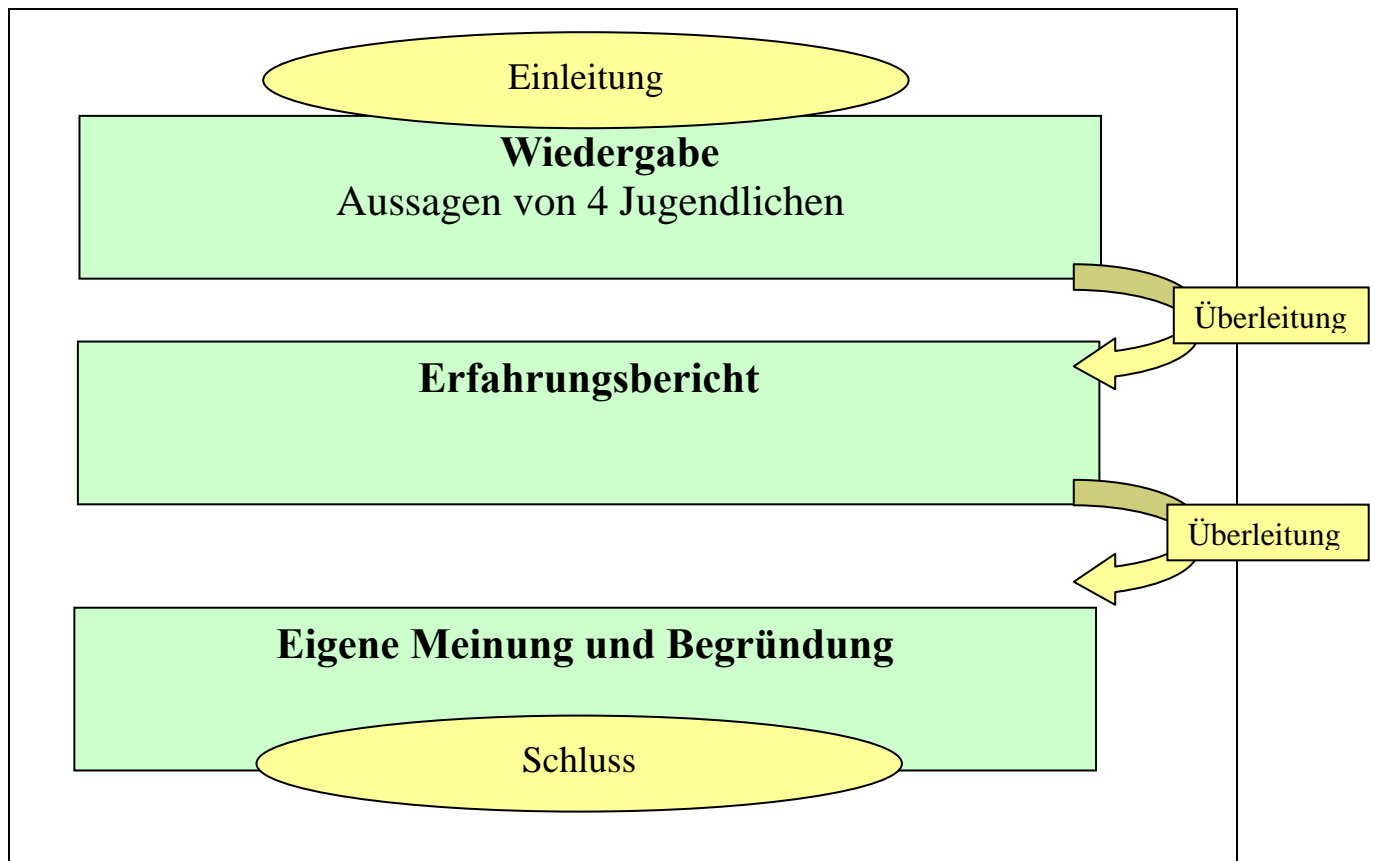 Einleitung
Wiedergabe
Aussagen von 4 Jugendlichen
Überleitung
Erfahrungsbericht
Überleitung
Eigene Meinung und Begründung
Schluss